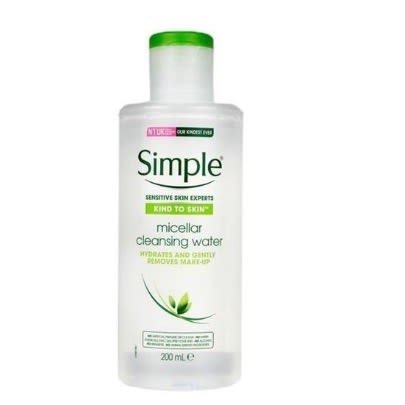 N°1 UK OUR KINDEST EVER
Simple®
SENSITIVE SKIN EXPERTS
KIND TO SKIN™
micellar
cleansing water
HYDRATES AND GENTLY
REMOVES MAKE-UP
200 mL ℮